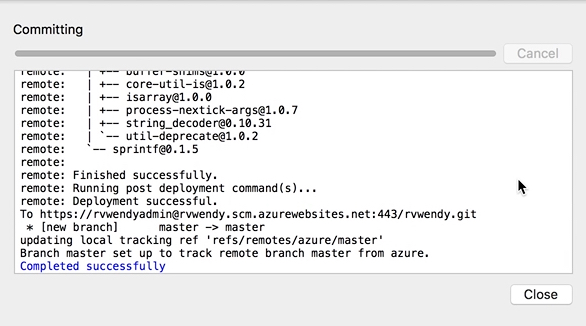 Committing
Cancel
remote:   | +-- buffer-shims@1.0.0
remote:   | +-- core-util-is@1.0.2
remote:   | +-- isarray@1.0.0
remote:   | +-- process-nextick-args@1.0.7
remote:   | +-- string_decoder@0.10.31
remote:   | `-- util-deprecate@1.0.2
remote:   `-- sprintf@0.1.5
remote:
remote: Finished successfully.
remote: Running post deployment command(s)...
remote: Deployment successful.
To https://rvwendyadmin@rvwendy.scm.azurewebsites.net:443/rvwendy.git
 * [new branch]      master -> master
updating local tracking ref 'refs/remotes/azure/master'
Branch master set up to track remote branch master from azure.
Completed successfully
Close